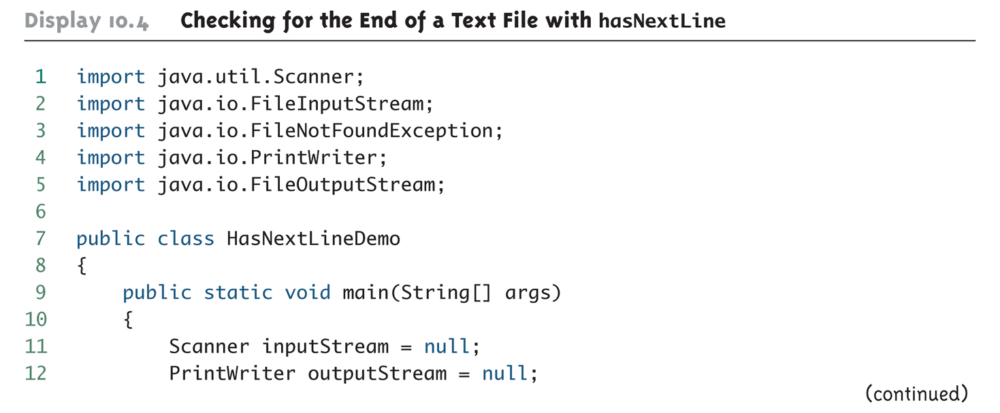 Display 10.4 Checking for the End of a Text File with hasNextLine
1 import java.util.Scanner;
2 import java.io.FileInputStream;
3 import java.io.FileNotFoundException;
4 import java.io.PrintWriter;
5 import java.io.FileOutputStream;
6
7 public class HasNextLineDemo
8 {
9 public static void main(String[] args)
10 {
11 Scanner inputStream = null;
12 PrintWriter outputStream = null;
(continued)